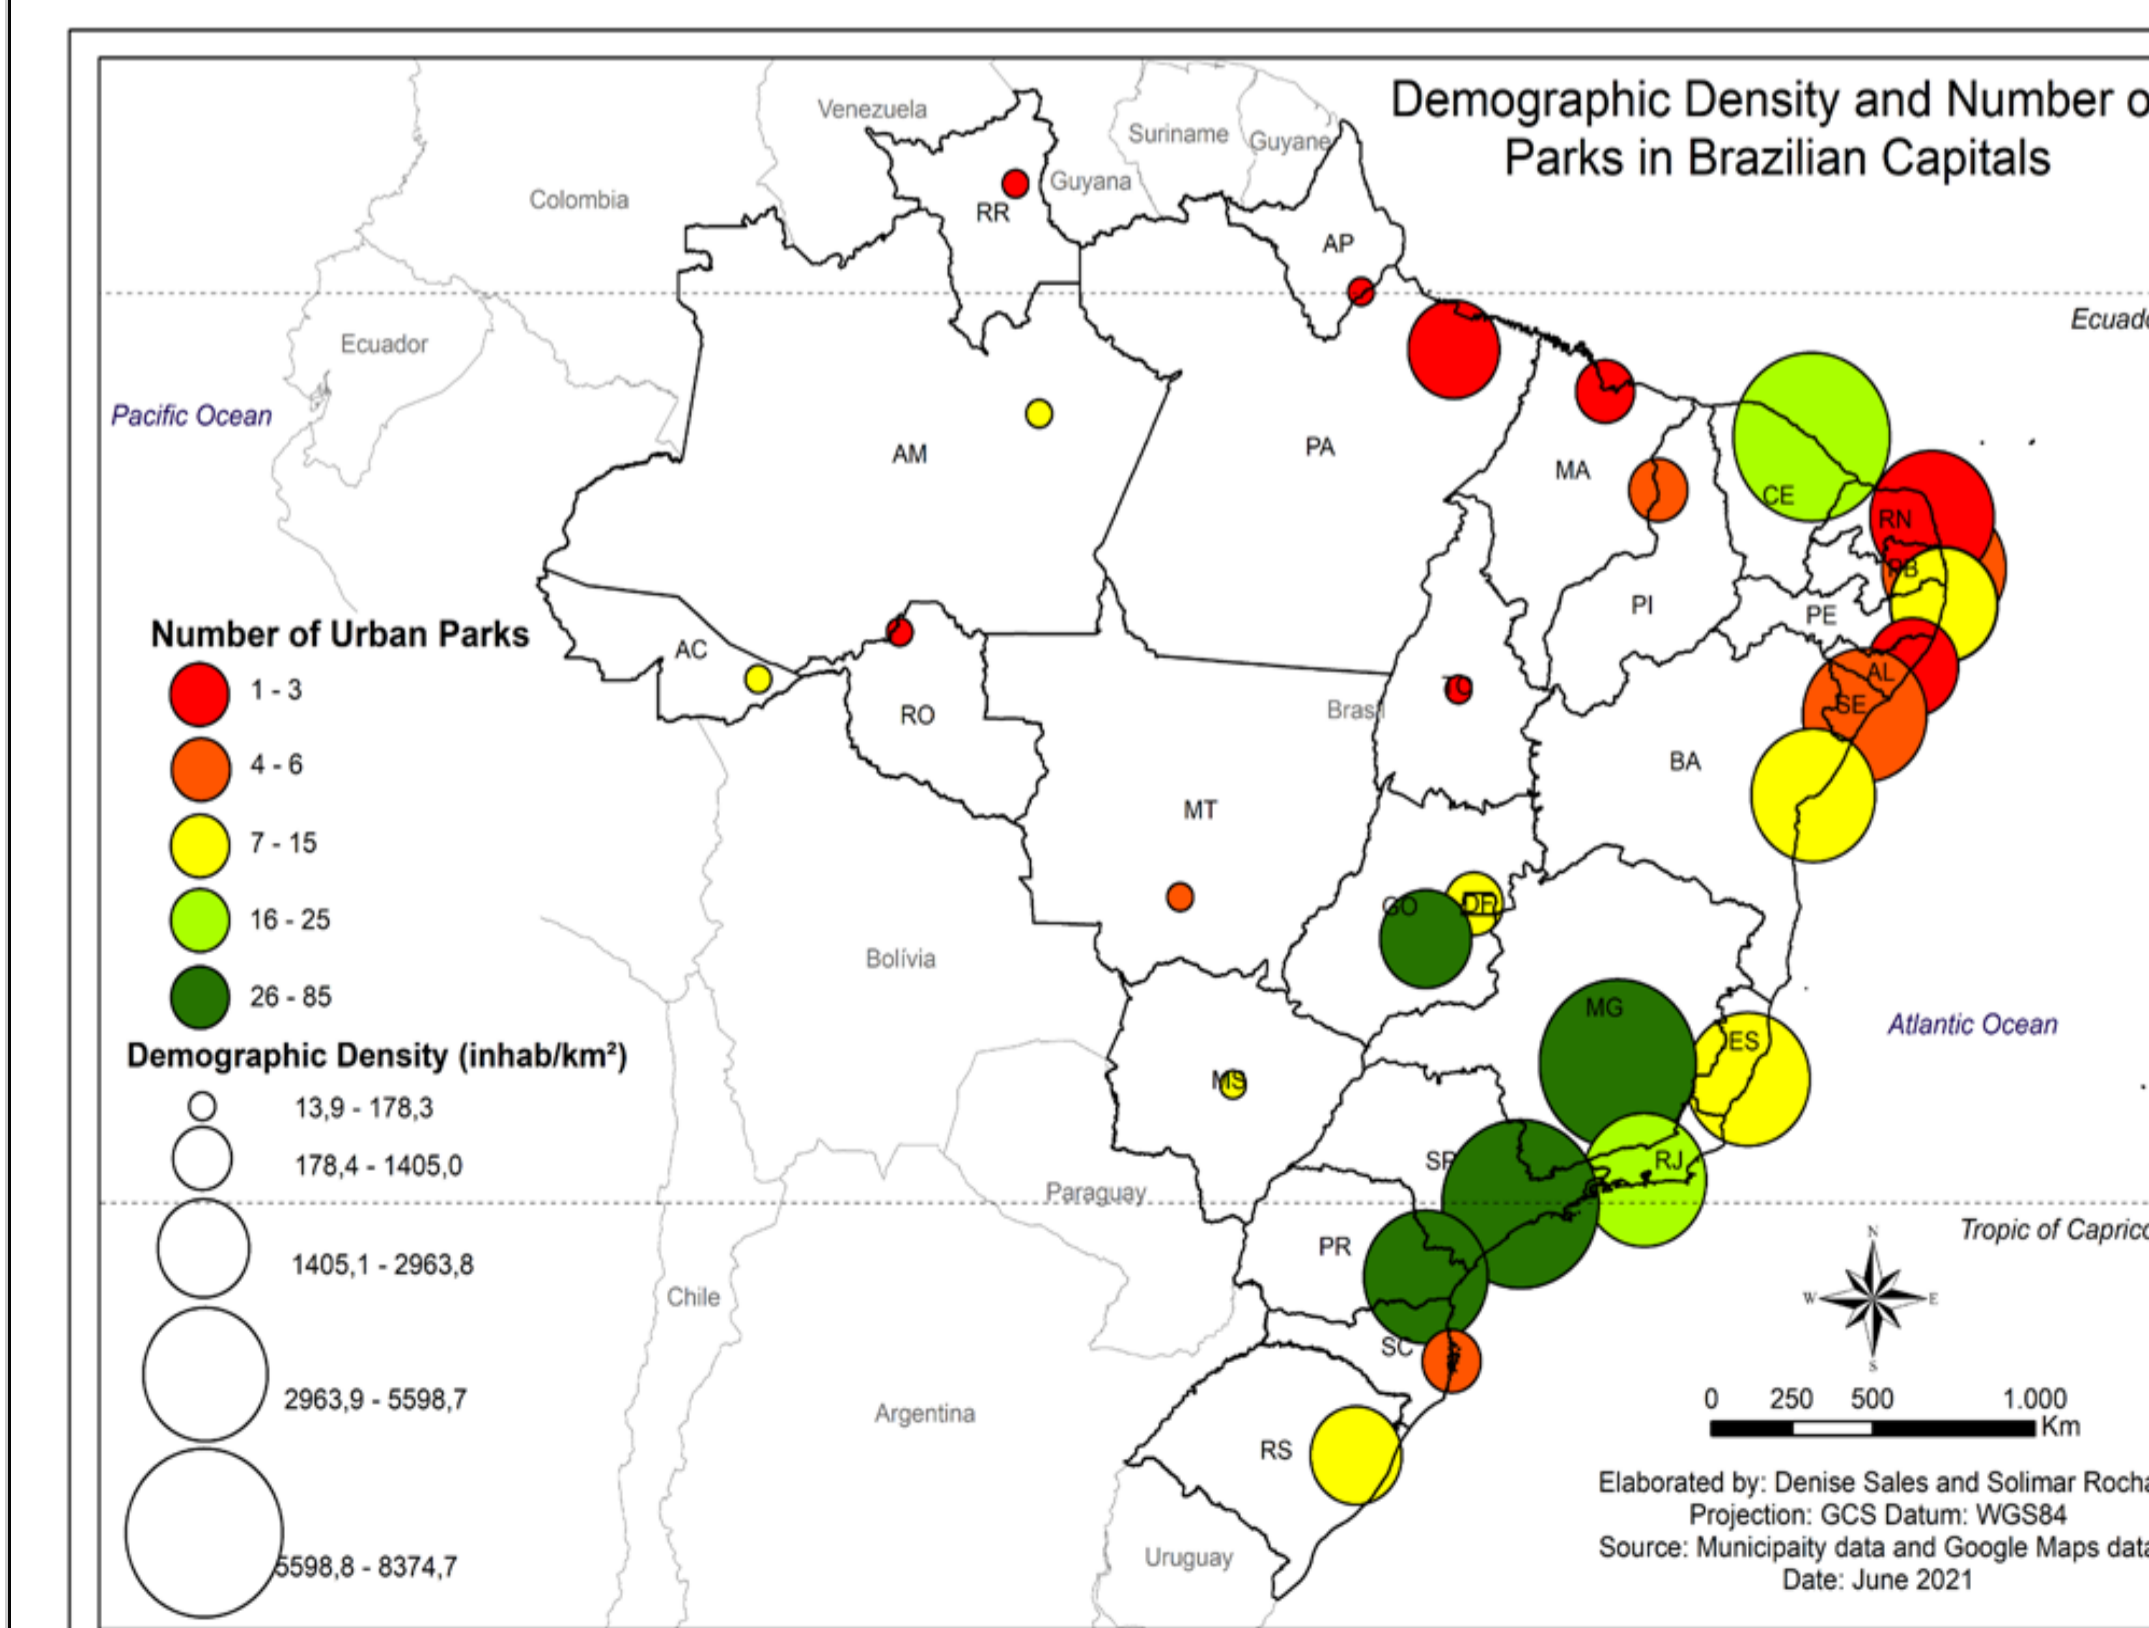 Demographic Density and Number o
Parks in Brazilian Capitals
Venezuela
Suriname
Guyane
Guyana
Colombia
RR
AP
Ecuado
Ecuador
Pacific Ocean
AM
PA
MA
CE
RN
PB
PI
PE
AC
AL
SE
RO
Brasil
TO
BA
MT
GO
DF
Bolívia
MG
ES
Atlantic Ocean
MS
SP
RJ
Paraguay
PR
Tropic of Caprico
Chile
SC
Argentina
RS
Uruguay
Number of Urban Parks
1 - 3
4 - 6
7 - 15
16 - 25
26 - 85
Demographic Density (inhab/km²)
13,9 - 178,3
178,4 - 1405,0
1405,1 - 2963,8
2963,9 - 5598,7
5598,8 - 8374,7
N
W
E
S
0 250 500 1.000
Km
Elaborated by: Denise Sales and Solimar Rocha
Projection: GCS Datum: WGS84
Source: Municipaity data and Google Maps data
Date: June 2021